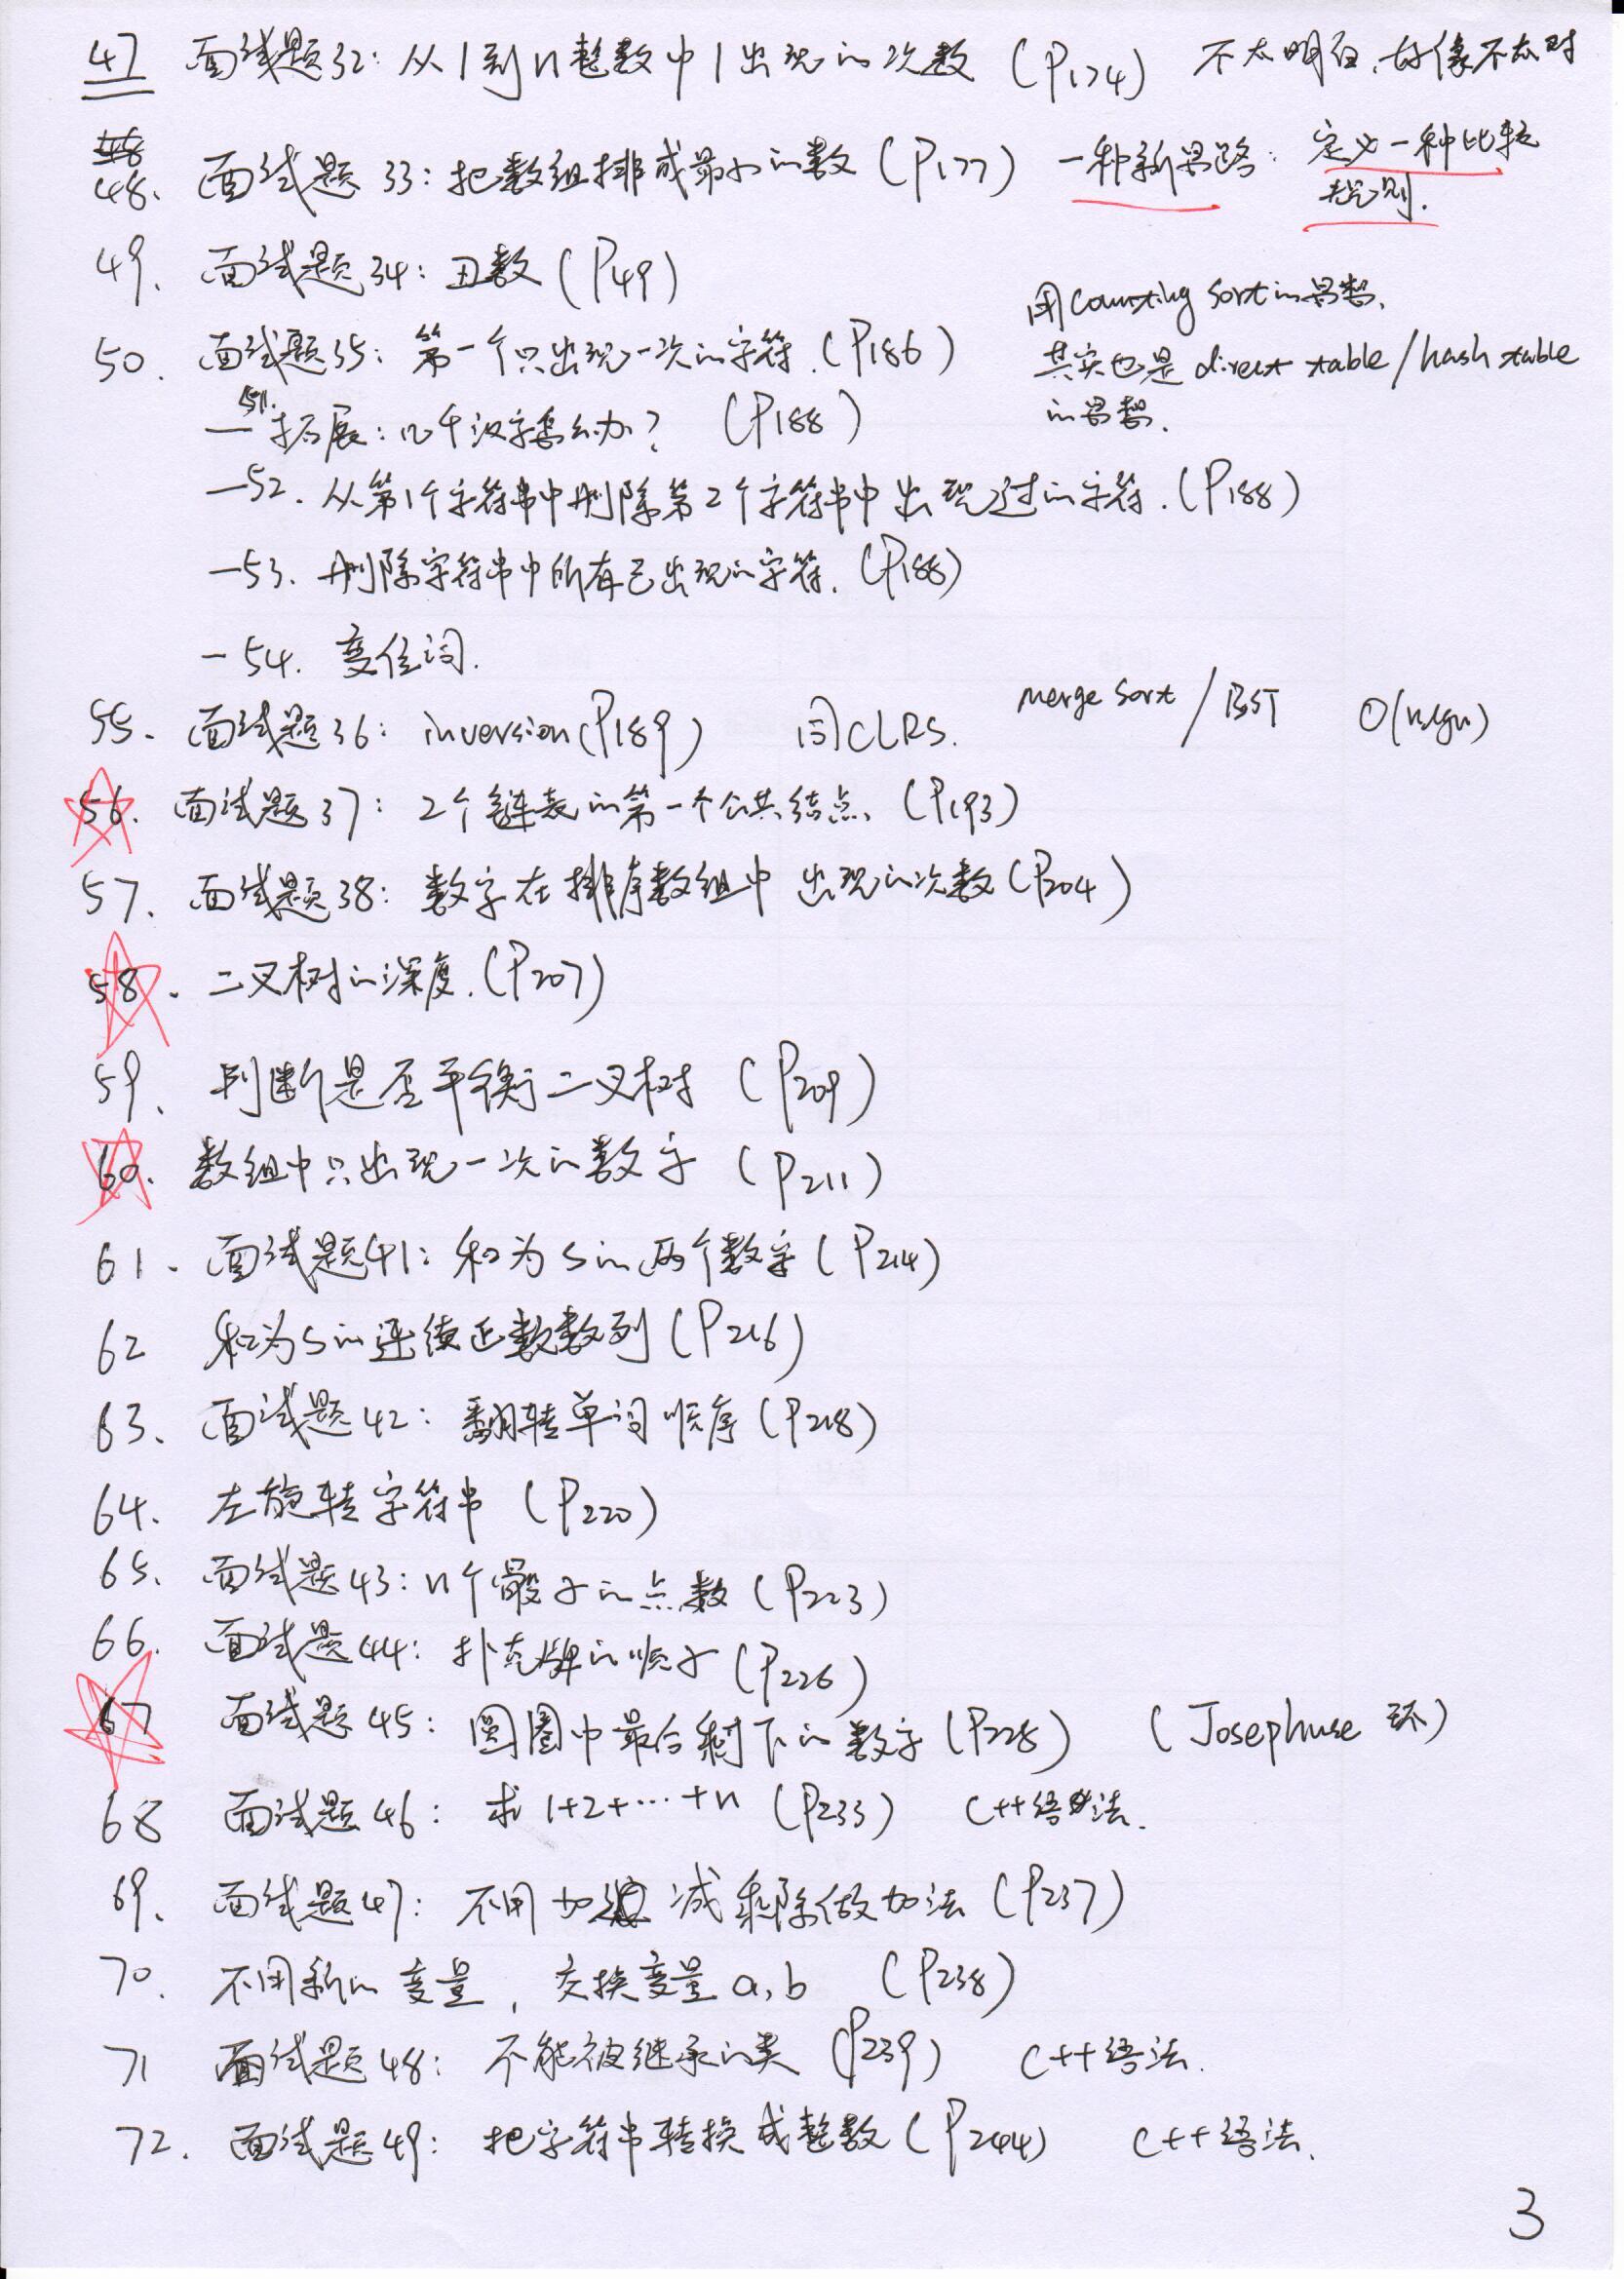 47 面试题32: 从1到n整数中1出现的次数 (P174) 不太明白,好像不太对
48
48. 面试题33: 把数组排成最小的数 (P177) 一种新思路: 定义一种比较
规则.
49. 面试题34: 丑数 (P49)
用counting sort的思想.
50. 面试题35: 第一个只出现一次的字符. (P186)
其实也是 direct table / hash table
的思想.
—51. 拓展: 几千汉字怎么办? (P188)
—52. 从第1个字符串中删除第2个字符串中出现过的字符. (P188)
—53. 删除字符串中所有已出现的字符. (P188)
—54. 变位词.
55. 面试题36: inversion (P189) 同CLRS. merge sort / BST O(nlgn)
56. 面试题37: 2个链表的第一个公共结点. (P193)
57. 面试题38: 数字在排序数组中出现的次数 (P204)
58. 二叉树的深度. (P207)
59. 判断是否平衡二叉树 (P209)
60. 数组中只出现一次的数字 (P211)
61. 面试题41: 和为S的两个数字 (P214)
62 和为S的连续正数数列 (P216)
63. 面试题42: 翻转单词顺序 (P218)
64. 左旋转字符串 (P220)
65. 面试题43: n个骰子的点数 (P223)
66. 面试题44: 扑克牌的顺子 (P226)
67 面试题45: 圆圈中最后剩下的数字 (P228) (Josephuse 环)
68 面试题46: 求 1+2+…+n (P233) C++语法.
69. 面试题47: 不用加减乘除做加法 (P237)
70. 不用新的变量, 交换变量a,b (P238)
71 面试题48: 不能被继承的类 (P239) C++语法.
72. 面试题49: 把字符串转换成整数 (P244) C++语法.
3